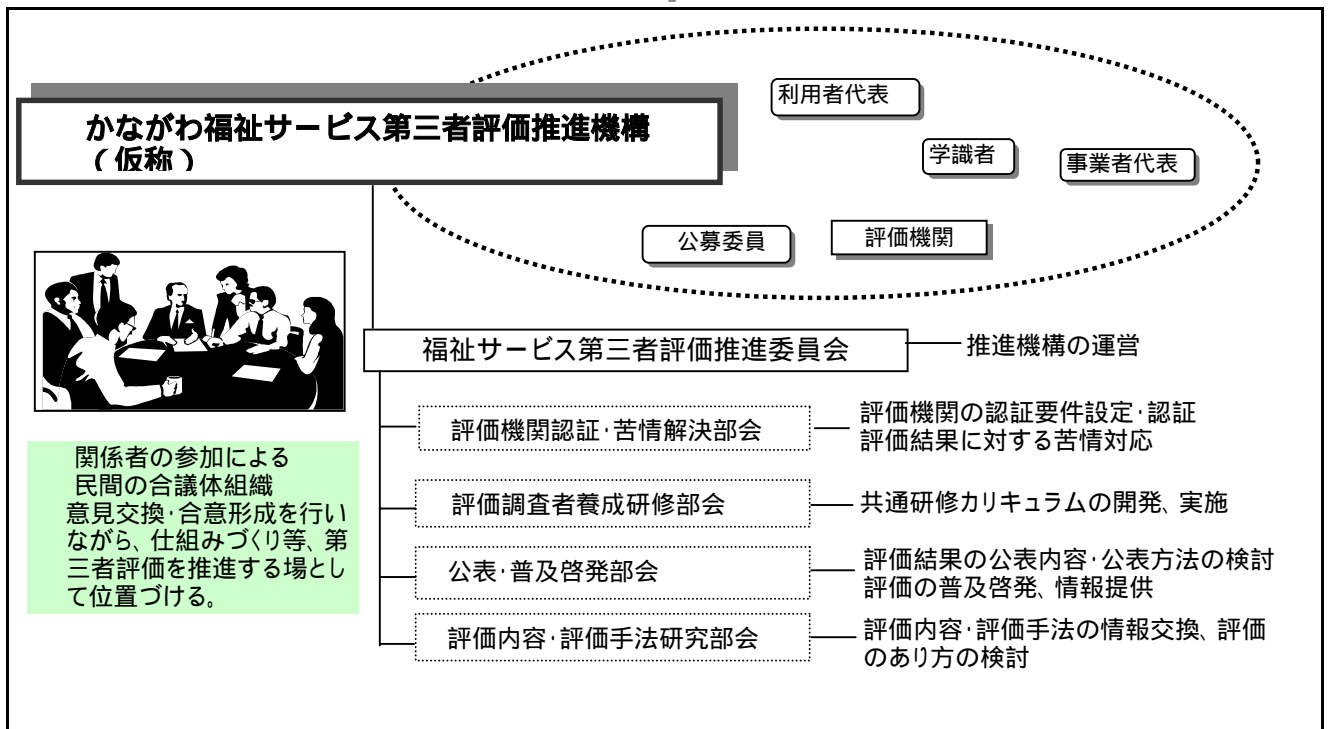 かながわ福祉サービス第三者評価推進機構
（仮称）
利用者代表
学識者
事業者代表
公募委員
評価機関
福祉サービス第三者評価推進委員会
推進機構の運営
評価機関認証・苦情解決部会
評価機関の認証要件設定・認証
評価結果に対する苦情対応
評価調査者養成研修部会
共通研修カリキュラムの開発、実施
公表・普及啓発部会
評価結果の公表内容・公表方法の検討
評価の普及啓発、情報提供
評価内容・評価手法研究部会
評価内容・評価手法の情報交換、評価
のあり方の検討
関係者の参加による
民間の合議体組織
意見交換・合意形成を行い
ながら、仕組みづくり等、第
三者評価を推進する場とし
て位置づける。